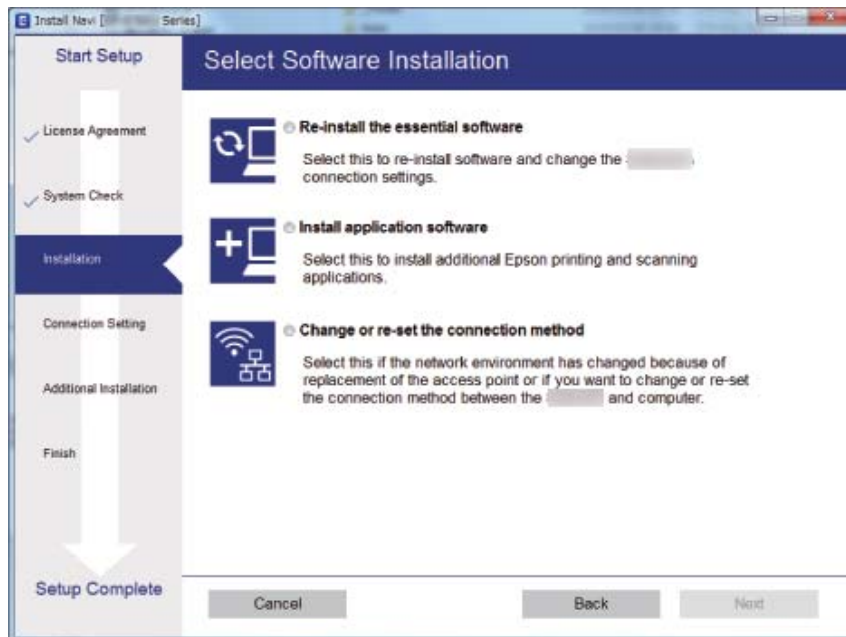 Install Navi [ Series]
Start Setup
License Agreement
System Check
Installation
Connection Setting
Additional Installation
Finish
Setup Complete
Select Software Installation
Re-install the essential software
Select this to re-install software and change the
connection settings.
Install application software
Select this to install additional Epson printing and scanning
applications.
Change or re-set the connection method
Select this if the network environment has changed because of
replacement of the access point or if you want to change or re-set
the connection method between the and computer.
Cancel
Back
Next